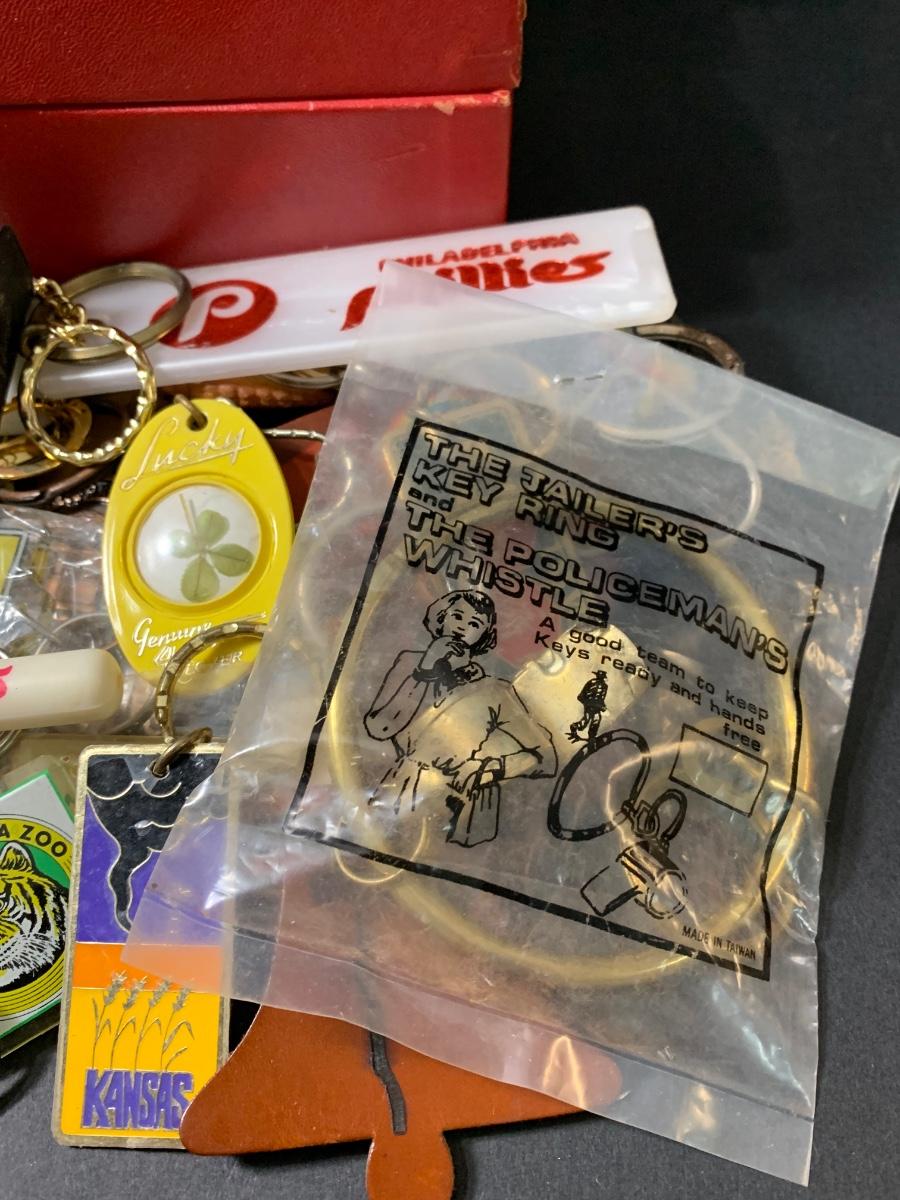 PHILADELPHIA
Phillies
P
Lucky
Genuine
THE JAILER'S
KEY RING
and
THE POLICEMAN'S
WHISTLE
A good team to keep
Keys ready and hands
free
MADE IN TAIWAN
A ZOO
KANSAS